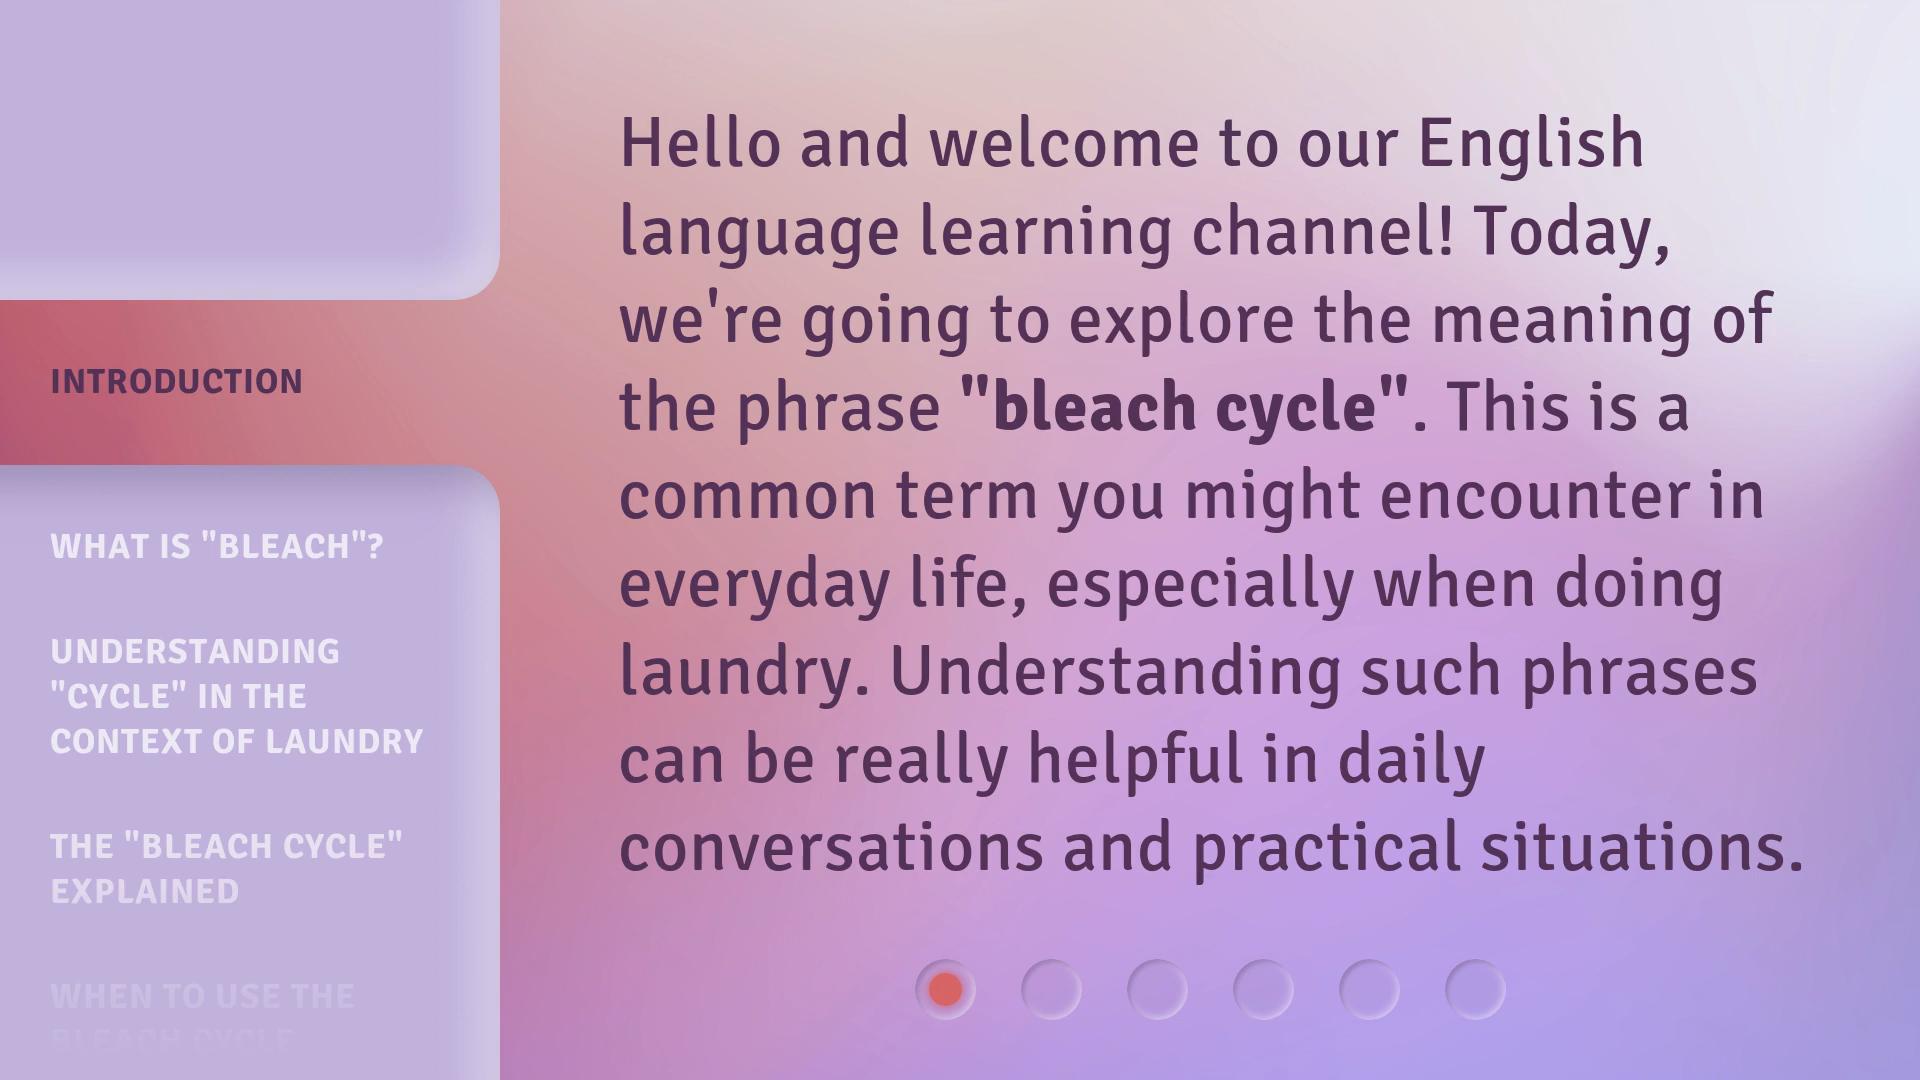 INTRODUCTION
WHAT IS "BLEACH"?
UNDERSTANDING
"CYCLE" IN THE
CONTEXT OF LAUNDRY
THE "BLEACH CYCLE"
EXPLAINED
WHEN TO USE THE
BLEACH CYCLE
Hello and welcome to our English
language learning channel! Today,
we're going to explore the meaning of
the phrase "bleach cycle". This is a
common term you might encounter in
everyday life, especially when doing
laundry. Understanding such phrases
can be really helpful in daily
conversations and practical situations.